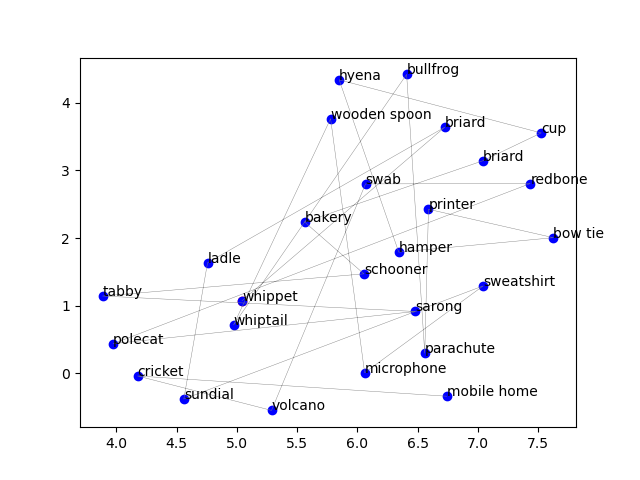 bullfrog
hyena
4
wooden spoon
briard
cup
briard
3
swab
redbone
printer
bakery
bow tie
2
hamper
ladle
schooner
sweatshirt
tabby
whippet
1
sarong
whiptail
polecat
parachute
microphone
0
cricket
mobile home
sundial
volcano
4.0 4.5 5.0 5.5 6.0 6.5 7.0 7.5